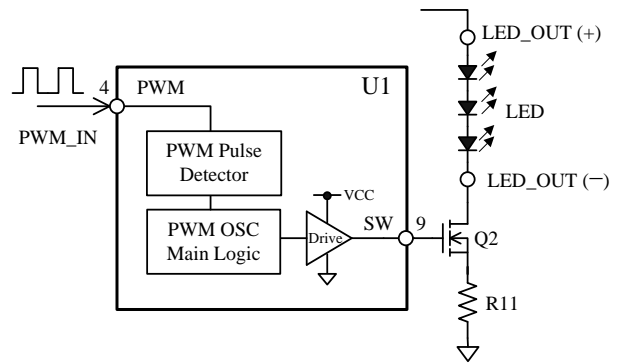 LED_OUT (+)
4
PWM
U1
PWM_IN
LED
PWM Pulse
Detector
VCC
LED_OUT (−)
PWM OSC
Main Logic
Drive
SW
9
Q2
R11